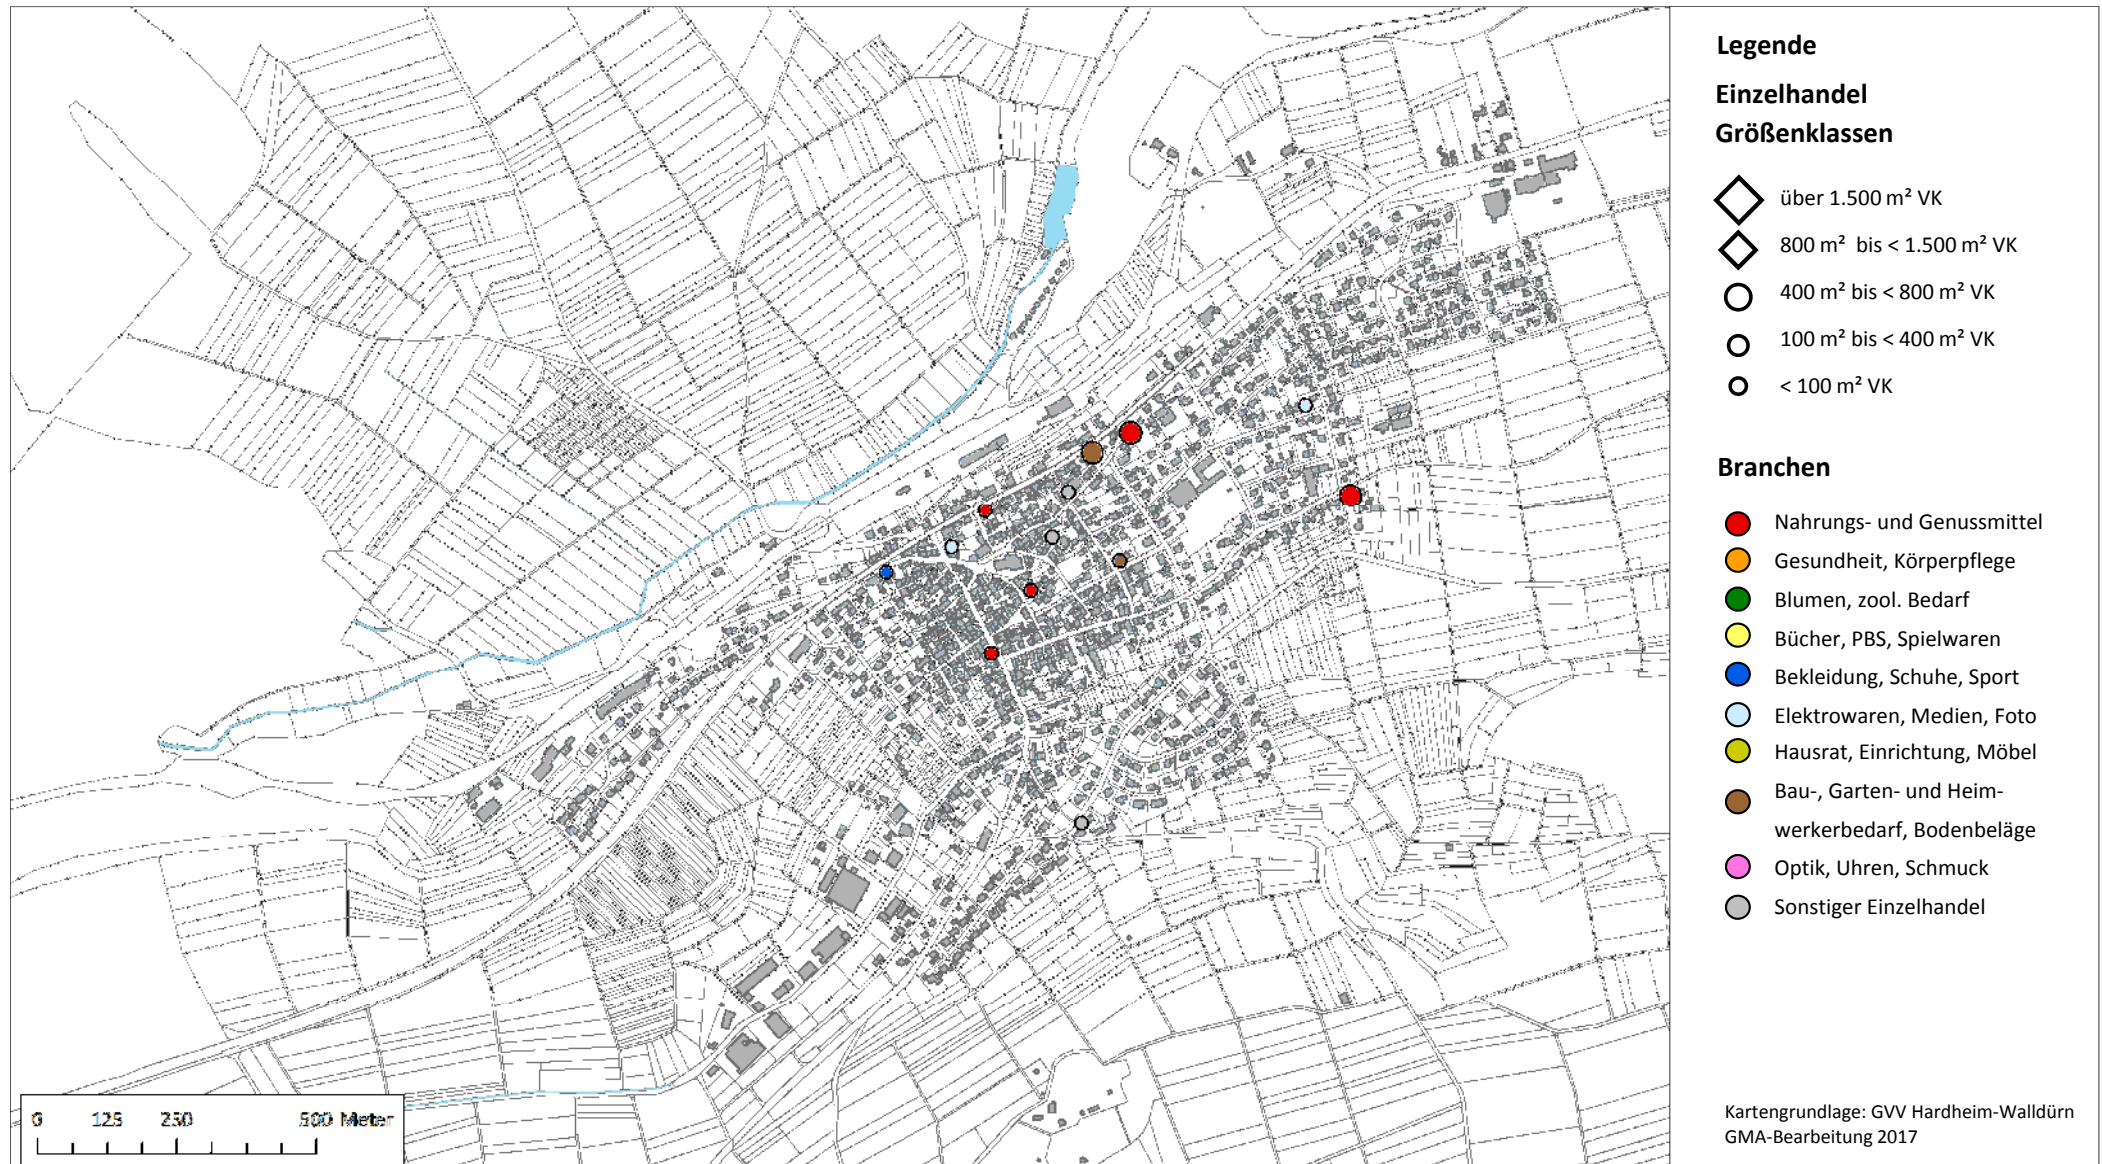 Legende
Einzelhandel
Größenklassen
über 1.500 m² VK
800 m² bis < 1.500 m² VK
400 m² bis < 800 m² VK
100 m² bis < 400 m² VK
< 100 m² VK
Branchen
Nahrungs- und Genussmittel
Gesundheit, Körperpflege
Blumen, zool. Bedarf
Bücher, PBS, Spielwaren
Bekleidung, Schuhe, Sport
Elektrowaren, Medien, Foto
Hausrat, Einrichtung, Möbel
Bau-, Garten- und Heim-
werkerbedarf, Bodenbeläge
Optik, Uhren, Schmuck
Sonstiger Einzelhandel
0 125 250 500 Meter
Kartengrundlage: GVV Hardheim-Walldürn
GMA-Bearbeitung 2017